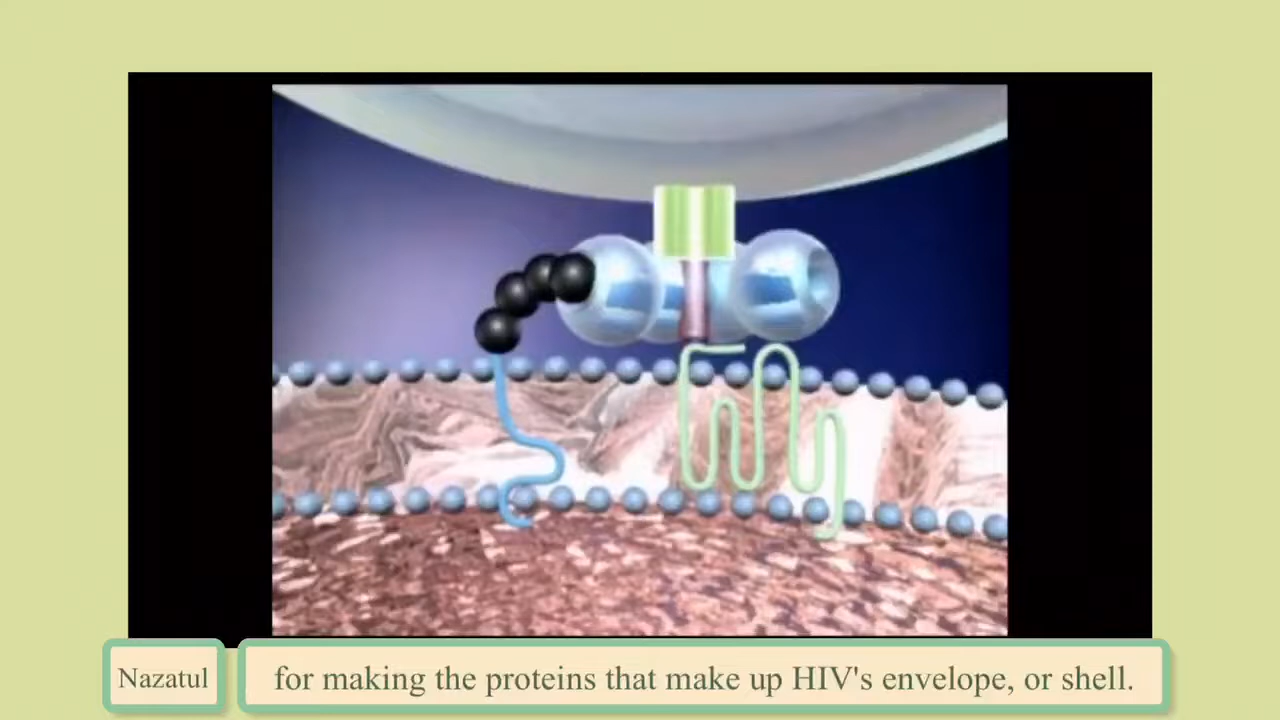 Nazatul
for making the proteins that make up HIV's envelope, or shell.